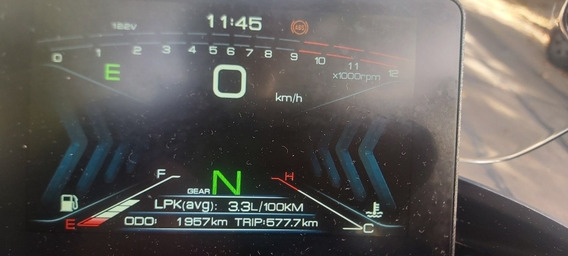 12.2V 11:45 ABS
0 1 2 3 4 5 6 7 8 9 10 11 12
x1000rpm
E 0 km/h
F GEAR N H
LPK(avg): 3.3L/100KM
E ODO: 1957km TRIP:577.7km C